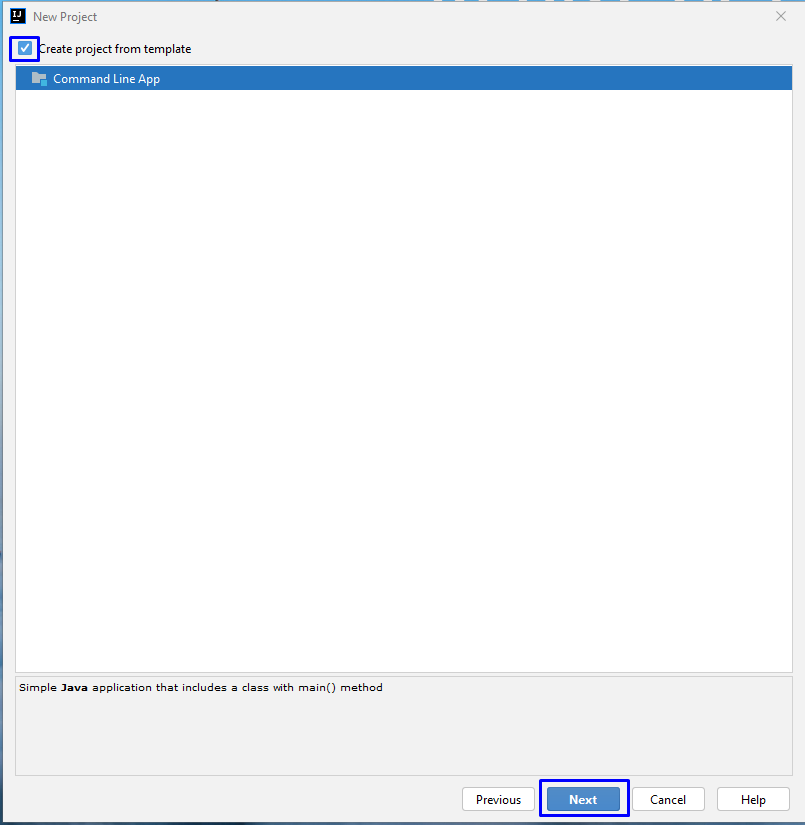 IJ New Project
Create project from template
Command Line App
Simple Java application that includes a class with main() method
Previous Next Cancel Help